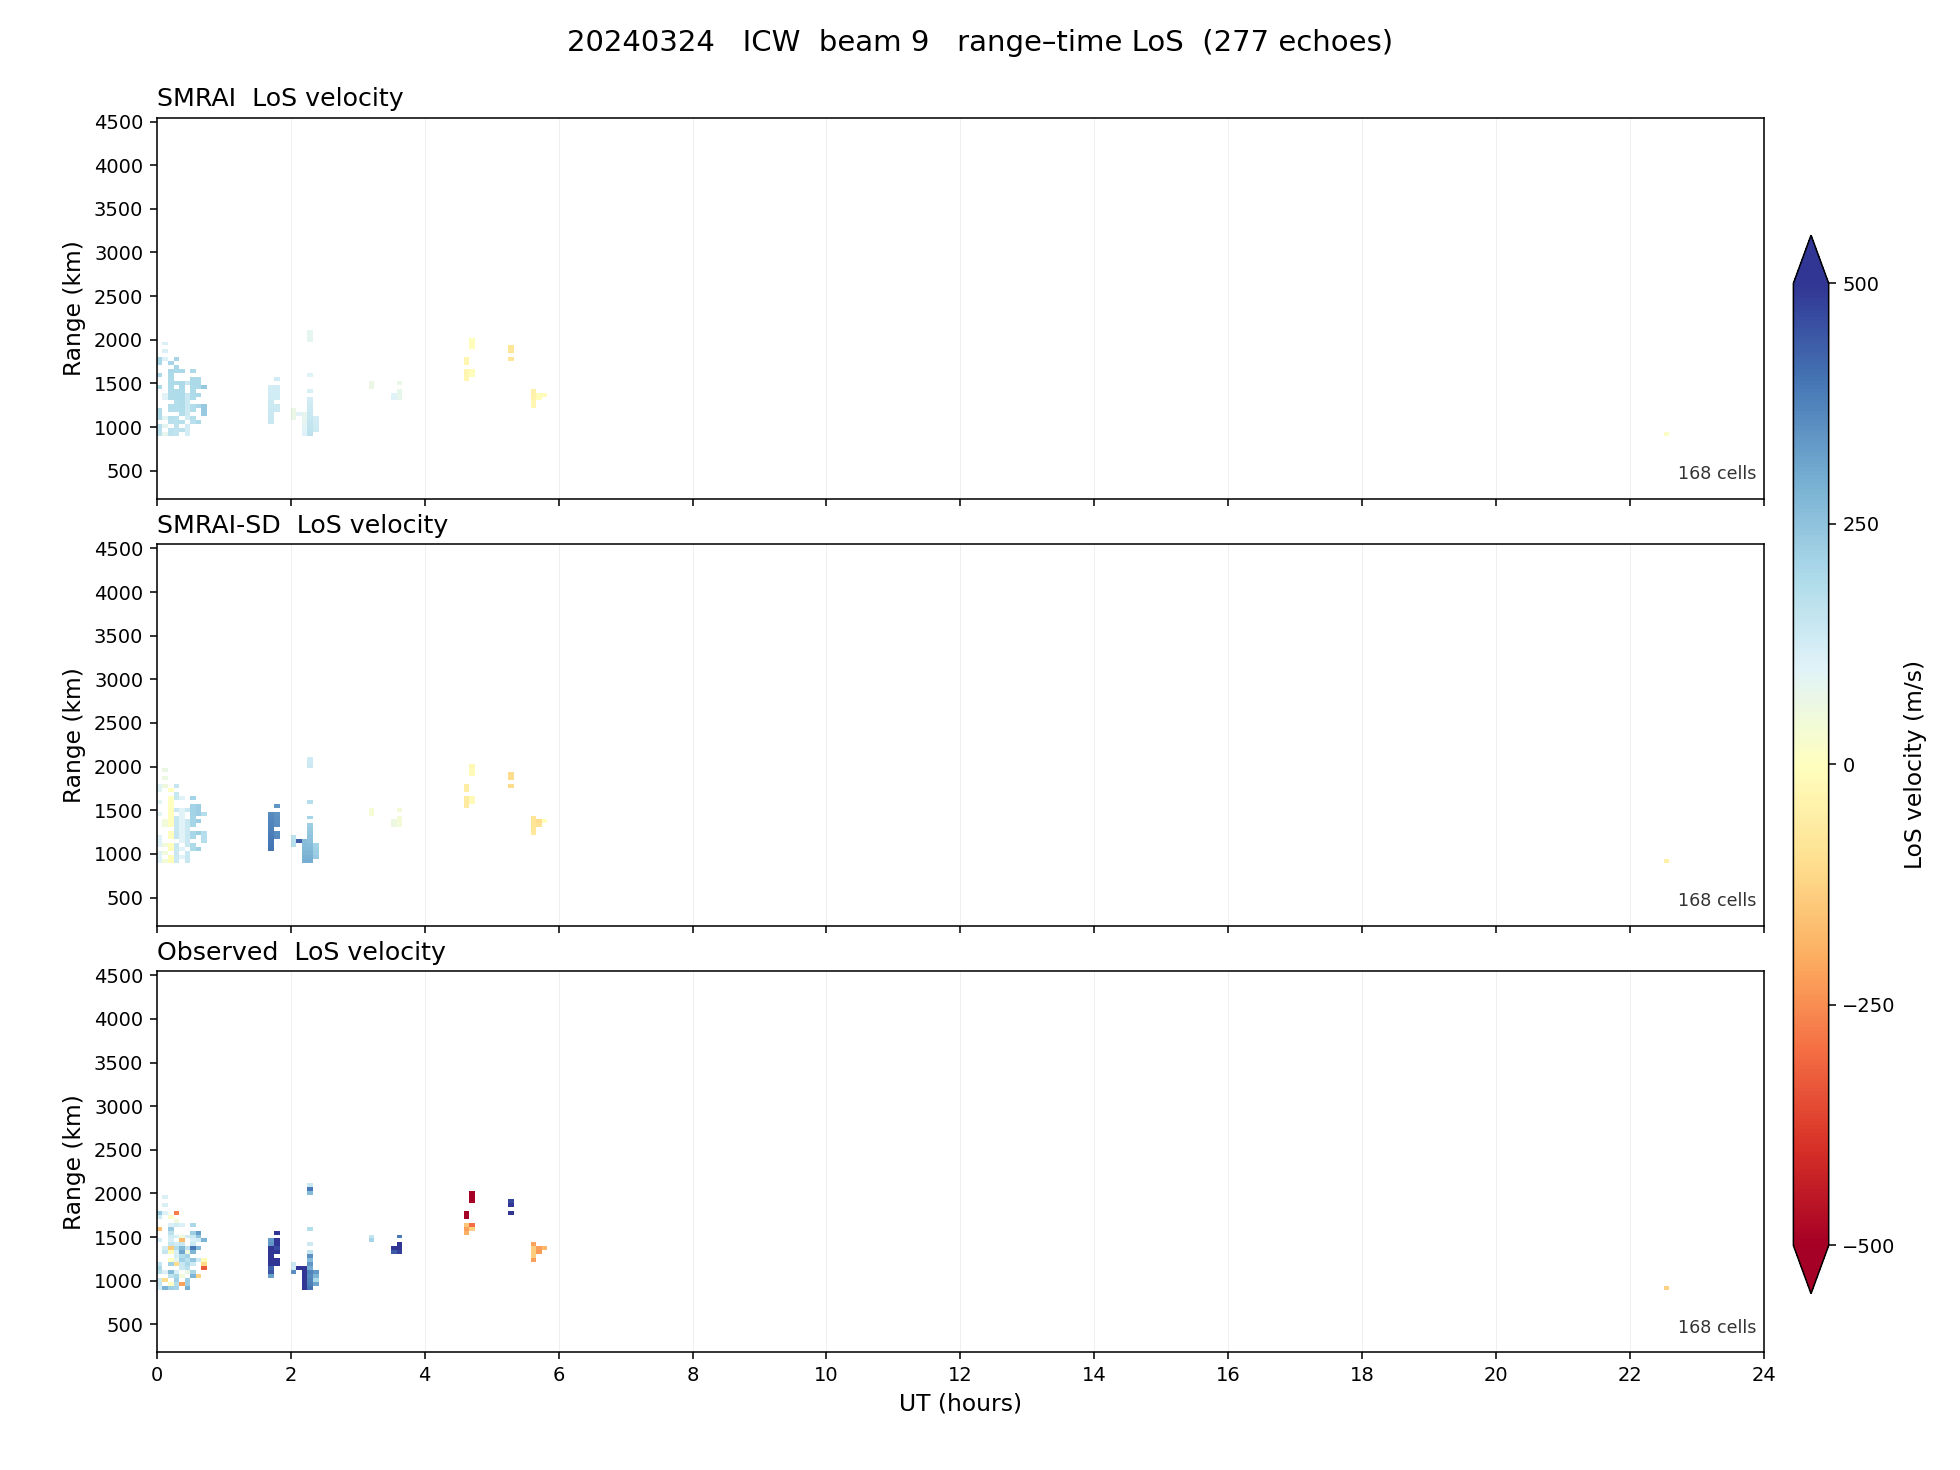 20240324   ICW  beam 9   range–time LoS  (277 echoes)
SMRAI  LoS velocity
4500
4000
3500
3000
2500
2000
1500
1000
500
Range (km)
168 cells
SMRAI-SD  LoS velocity
4500
4000
3500
3000
2500
2000
1500
1000
500
Range (km)
168 cells
Observed  LoS velocity
4500
4000
3500
3000
2500
2000
1500
1000
500
Range (km)
168 cells
0 2 4 6 8 10 12 14 16 18 20 22 24
UT (hours)
500
250
0
−250
−500
LoS velocity (m/s)